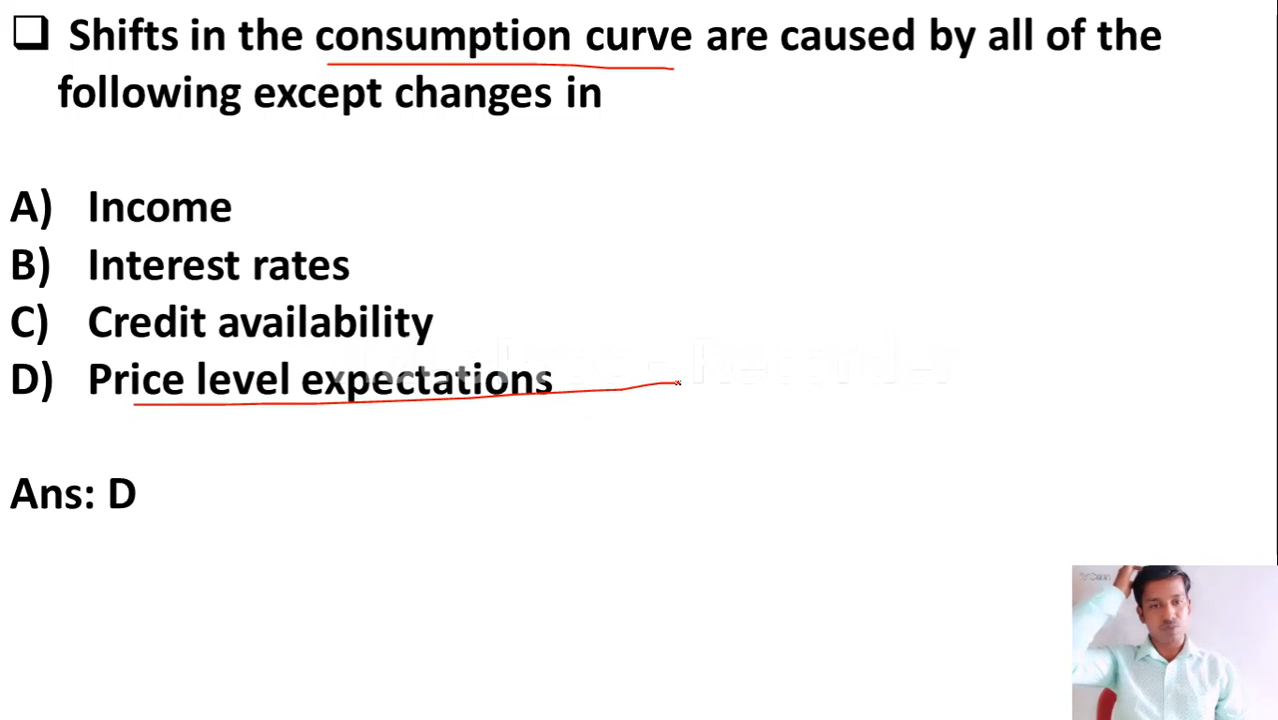 ❑ Shifts in the consumption curve are caused by all of the
following except changes in
A) Income
B) Interest rates
C) Credit availability
D) Price level expectations
Ans: D